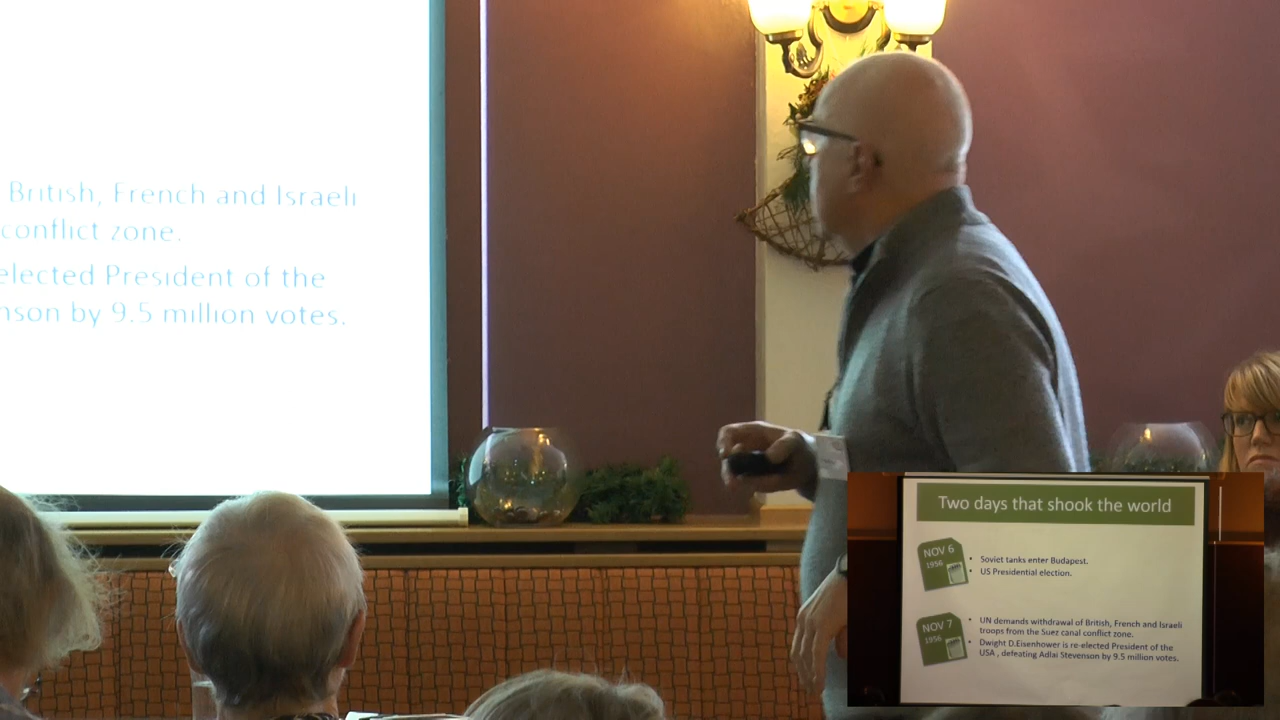 British, French and Israeli
conflict zone.
elected President of the
nson by 9.5 million votes.
Two days that shook the world
NOV 6
1956
• Soviet tanks enter Budapest.
• US Presidential election.
NOV 7
1956
• UN demands withdrawal of British, French and Israeli
troops from the Suez canal conflict zone.
• Dwight D.Eisenhower is re-elected President of the
USA , defeating Adlai Stevenson by 9.5 million votes.